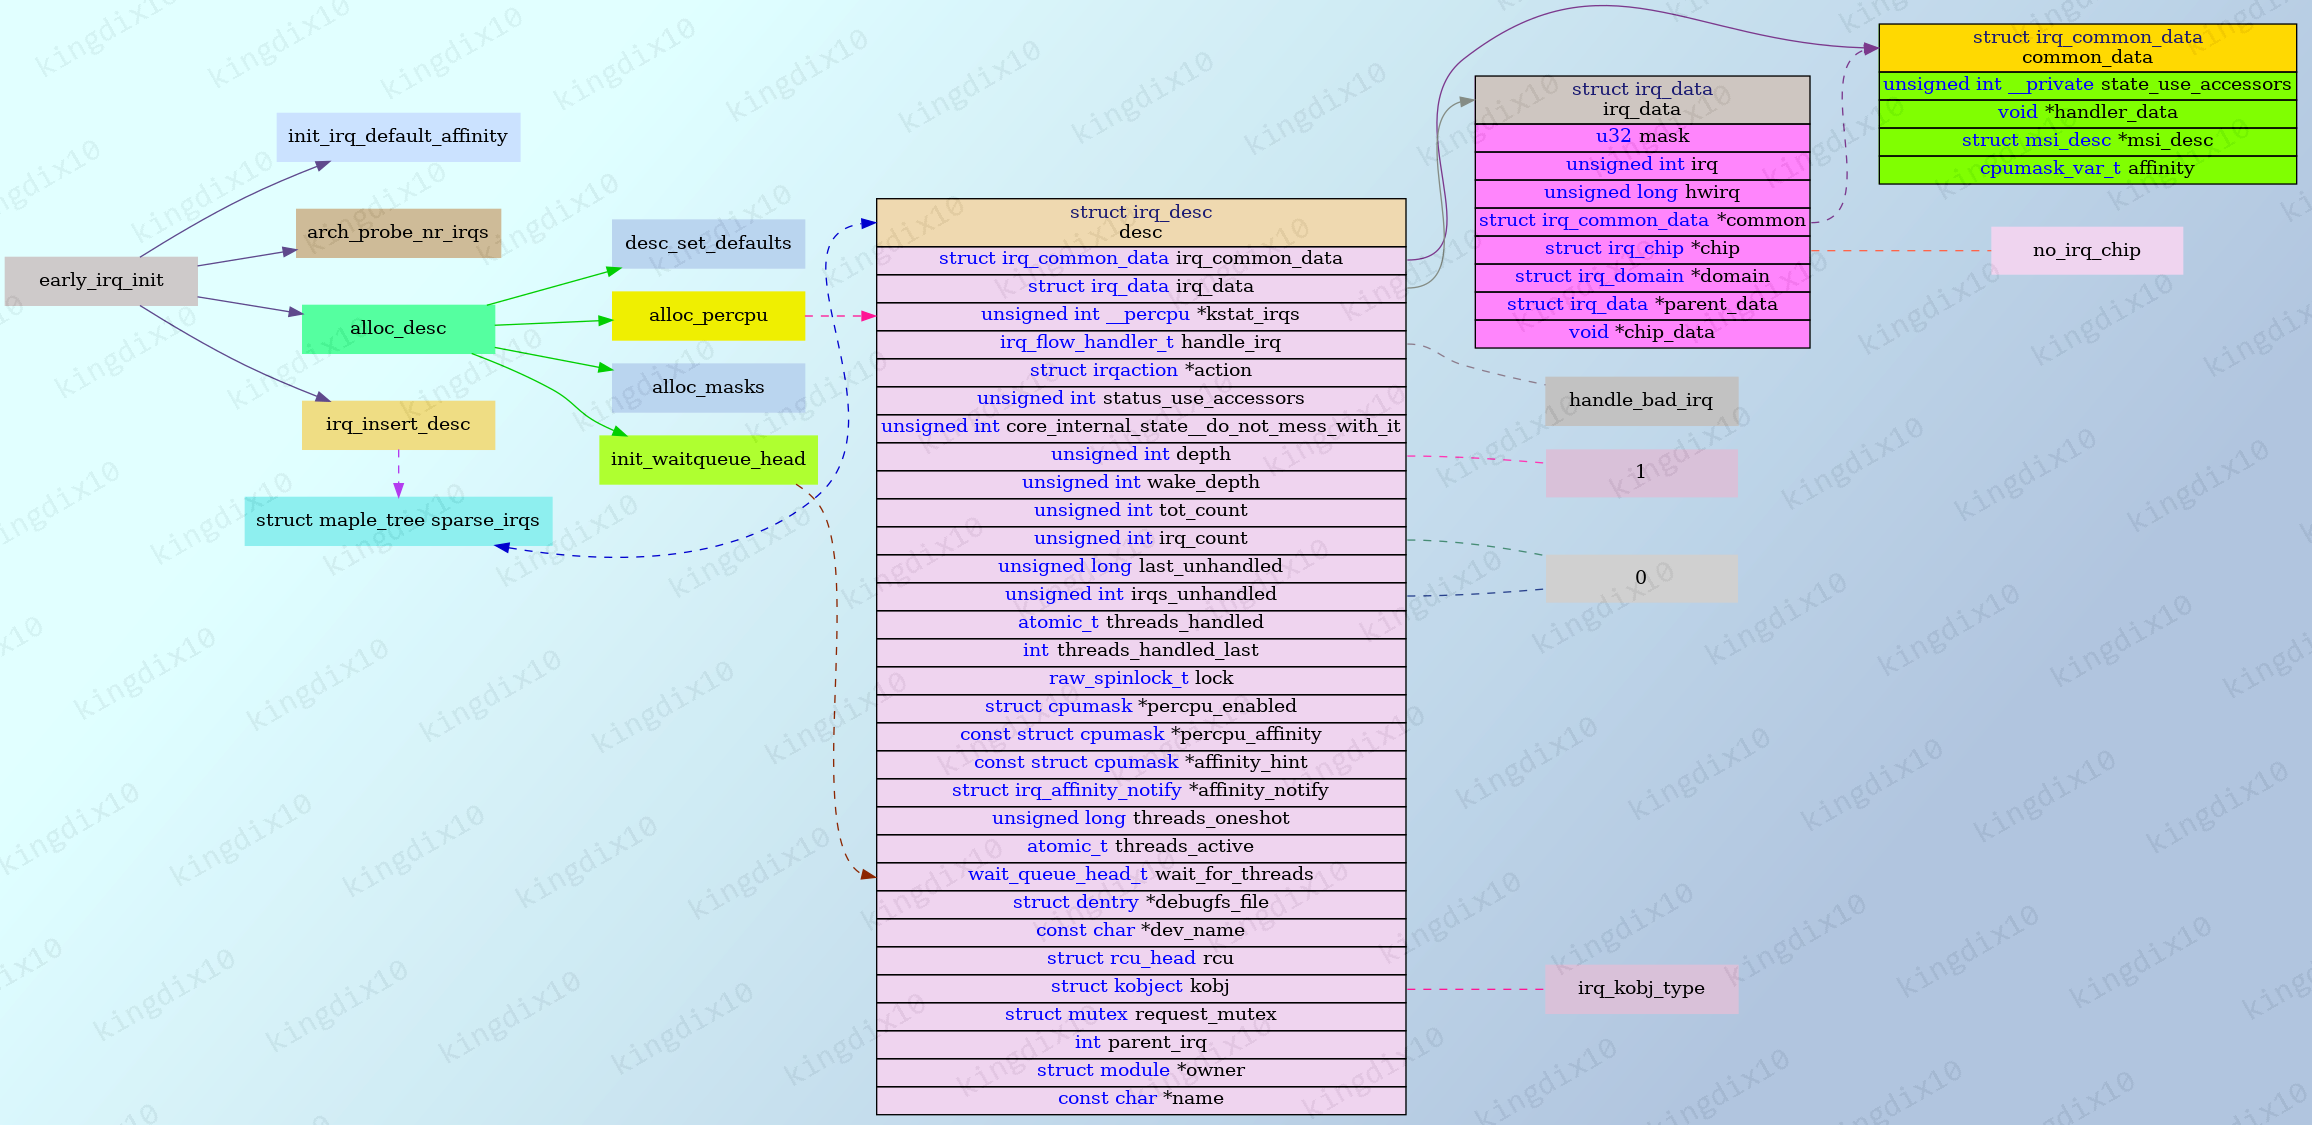 early_irq_init
init_irq_default_affinity
arch_probe_nr_irqs
alloc_desc
irq_insert_desc
struct maple_tree sparse_irqs
desc_set_defaults
alloc_percpu
alloc_masks
init_waitqueue_head
struct irq_desc
desc
struct irq_common_data irq_common_data
struct irq_data irq_data
unsigned int __percpu *kstat_irqs
irq_flow_handler_t handle_irq
struct irqaction *action
unsigned int status_use_accessors
unsigned int core_internal_state__do_not_mess_with_it
unsigned int depth
unsigned int wake_depth
unsigned int tot_count
unsigned int irq_count
unsigned long last_unhandled
unsigned int irqs_unhandled
atomic_t threads_handled
int threads_handled_last
raw_spinlock_t lock
struct cpumask *percpu_enabled
const struct cpumask *percpu_affinity
const struct cpumask *affinity_hint
struct irq_affinity_notify *affinity_notify
unsigned long threads_oneshot
atomic_t threads_active
wait_queue_head_t wait_for_threads
struct dentry *debugfs_file
const char *dev_name
struct rcu_head rcu
struct kobject kobj
struct mutex request_mutex
int parent_irq
struct module *owner
const char *name
struct irq_data
irq_data
u32 mask
unsigned int irq
unsigned long hwirq
struct irq_common_data *common
struct irq_chip *chip
struct irq_domain *domain
struct irq_data *parent_data
void *chip_data
handle_bad_irq
1
0
irq_kobj_type
struct irq_common_data
common_data
unsigned int __private state_use_accessors
void *handler_data
struct msi_desc *msi_desc
cpumask_var_t affinity
no_irq_chip
kingdix10